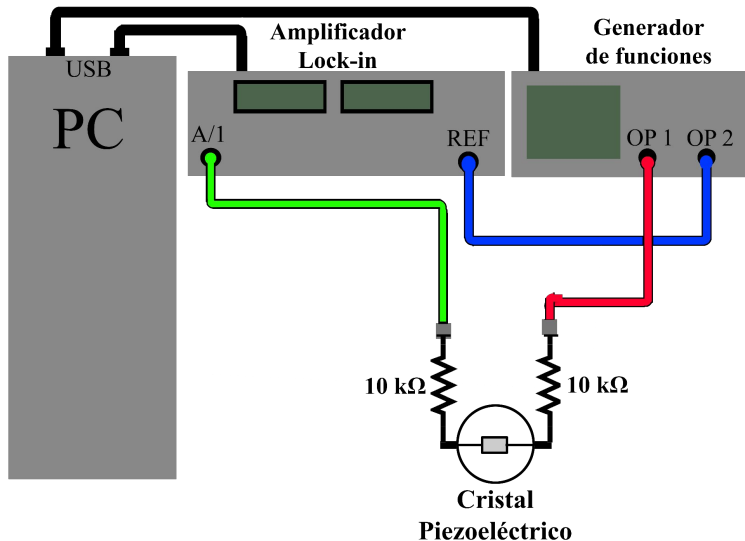 Amplificador
Lock-in
Generador
de funciones
USB
PC
A/1
REF
OP 1
OP 2
10 kΩ
10 kΩ
Cristal
Piezoeléctrico